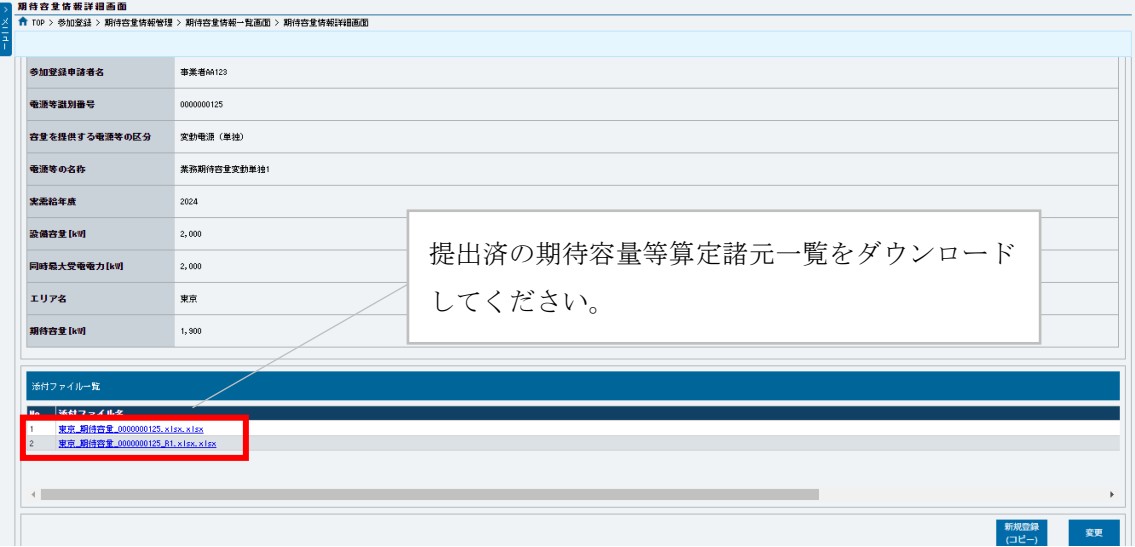 期待容量情報詳細画面
TOP > 参加登録 > 期待容量情報管理 > 期待容量情報一覧画面 > 期待容量情報詳細画面
> メニュー
参加登録申請者名 事業者AA123
電源等識別番号 0000000125
容量を提供する電源等の区分 変動電源（単独）
電源等の名称 業務期待容量変動単独1
実需給年度 2024
設備容量[kW] 2,000
同時最大受電電力[kW] 2,000
エリア名 東京
期待容量[kW] 1,900
提出済の期待容量等算定諸元一覧をダウンロード
してください。
添付ファイル一覧
No 添付ファイル名
1 東京_期待容量_0000000125.xlsx.xlsx
2 東京_期待容量_0000000125_R1.xlsx.xlsx
新規登録
(コピー)
変更